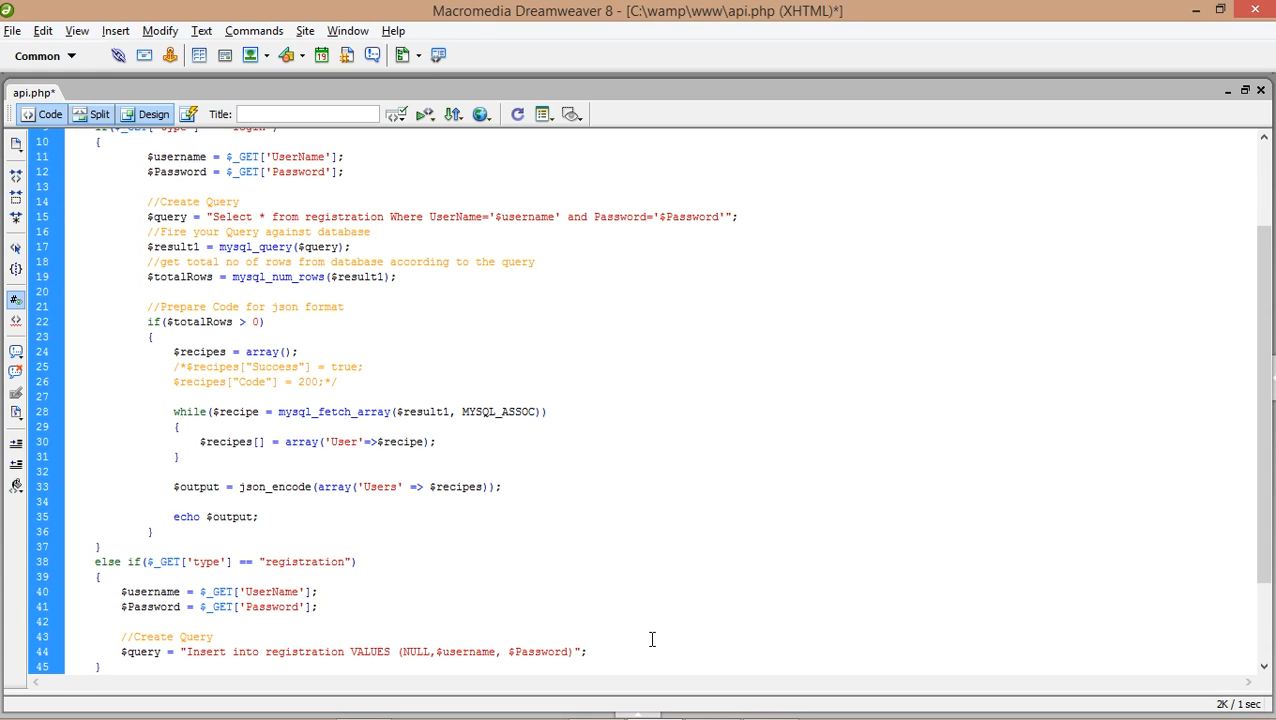 Macromedia Dreamweaver 8 - [C:\wamp\www\api.php (XHTML)*]
File Edit View Insert Modify Text Commands Site Window Help
Common
api.php*
Code Split Design Title:
10 {
11 $username = $_GET['UserName'];
12 $Password = $_GET['Password'];
13
14 //Create Query
15 $query = "Select * from registration Where UserName='$username' and Password='$Password'";
16 //Fire your Query against database
17 $result1 = mysql_query($query);
18 //get total no of rows from database according to the query
19 $totalRows = mysql_num_rows($result1);
20
21 //Prepare Code for json format
22 if($totalRows > 0)
23 {
24 $recipes = array();
25 /*$recipes["Success"] = true;
26 $recipes["Code"] = 200;*/
27
28 while($recipe = mysql_fetch_array($result1, MYSQL_ASSOC))
29 {
30 $recipes[] = array('User'=>$recipe);
31 }
32
33 $output = json_encode(array('Users' => $recipes));
34
35 echo $output;
36 }
37 }
38 else if($_GET['type'] == "registration")
39 {
40 $username = $_GET['UserName'];
41 $Password = $_GET['Password'];
42
43 //Create Query
44 $query = "Insert into registration VALUES (NULL,$username, $Password)";
45 }
2K / 1 sec